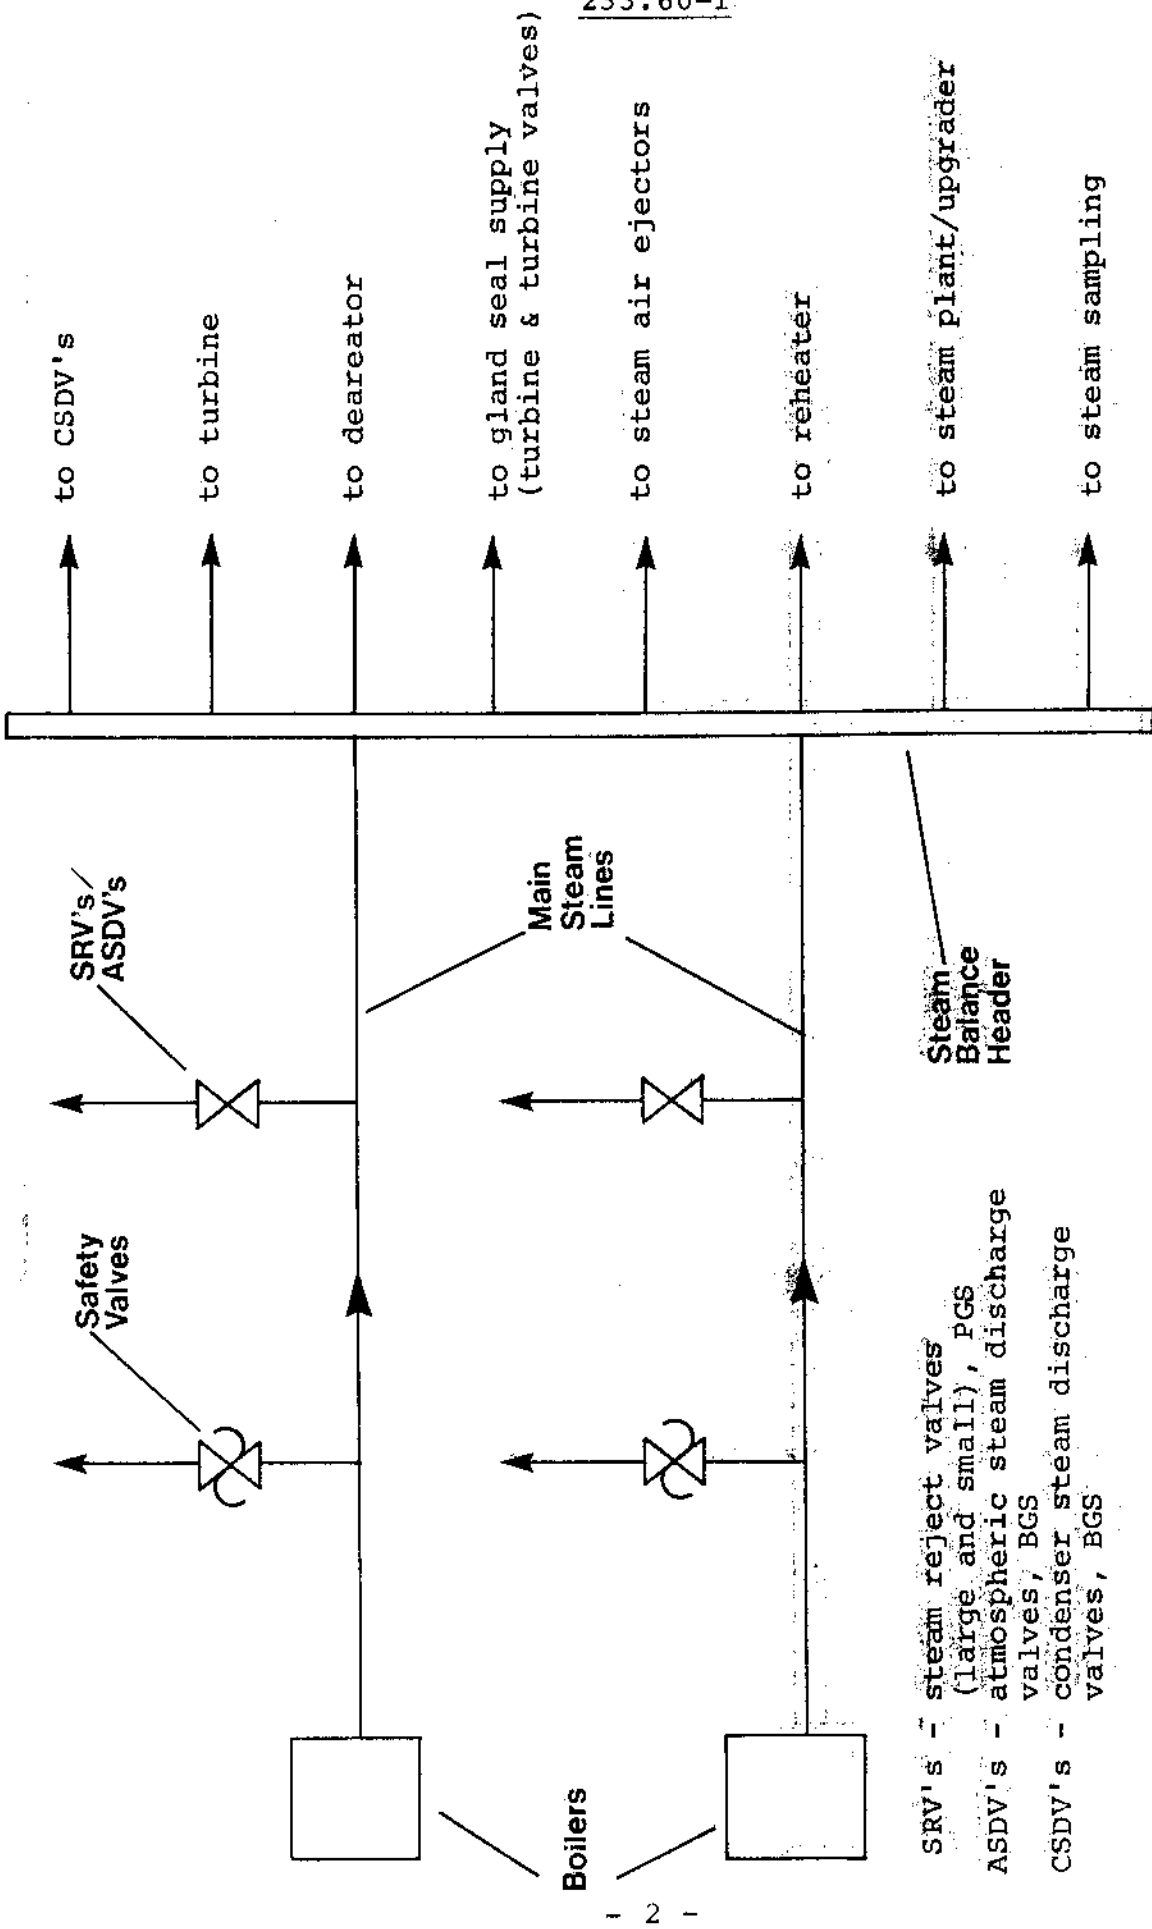 233.60-1
to CSDV's
to turbine
to deareator
to gland seal supply
(turbine & turbine valves)
to steam air ejectors
to reheater
to steam plant/upgrader
to steam sampling
SRV's/
ASDV's
Safety
Valves
Main
Steam
Lines
Steam
Balance
Header
Boilers
SRV's - steam reject valves
(large and small), PGS
ASDV's - atmospheric steam discharge
valves, BGS
CSDV's - condenser steam discharge
valves, BGS
- 2 -